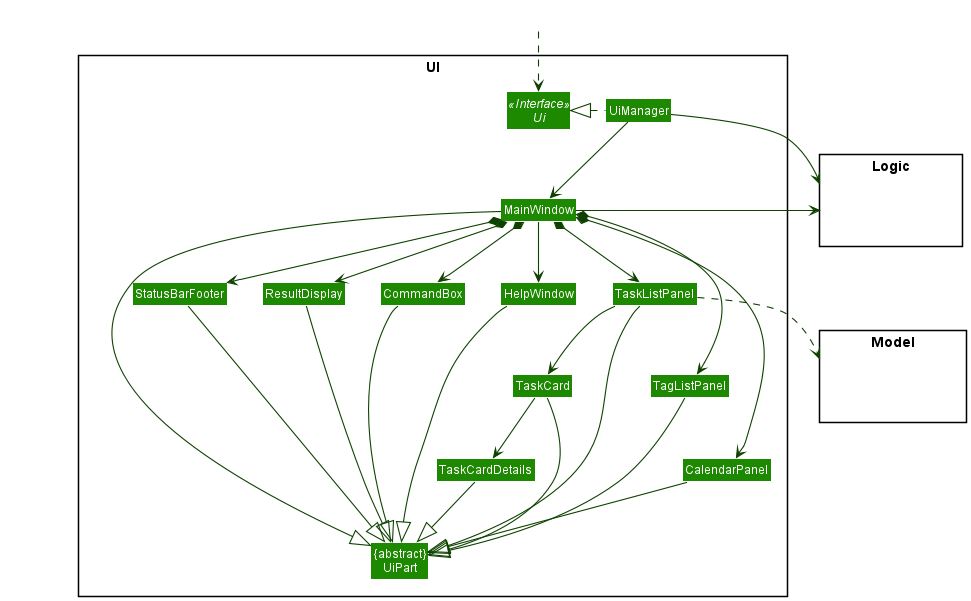 UI
«Interface»
Ui
UiManager
Logic
MainWindow
StatusBarFooter
ResultDisplay
CommandBox
HelpWindow
TaskListPanel
Model
TaskCard
TagListPanel
TaskCardDetails
CalendarPanel
{abstract}
UiPart